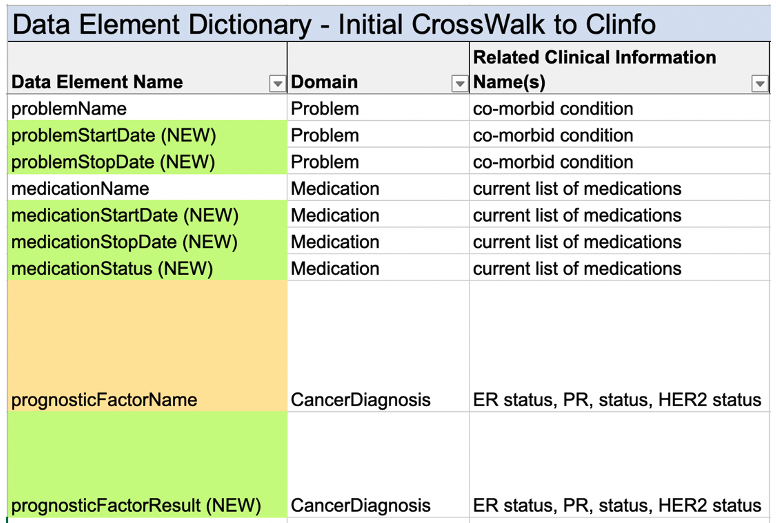 Data Element Dictionary - Initial CrossWalk to Clinfo
Data Element Name Domain Related Clinical Information Name(s)
problemName Problem co-morbid condition
problemStartDate (NEW) Problem co-morbid condition
problemStopDate (NEW) Problem co-morbid condition
medicationName Medication current list of medications
medicationStartDate (NEW) Medication current list of medications
medicationStopDate (NEW) Medication current list of medications
medicationStatus (NEW) Medication current list of medications
prognosticFactorName CancerDiagnosis ER status, PR, status, HER2 status
prognosticFactorResult (NEW) CancerDiagnosis ER status, PR, status, HER2 status